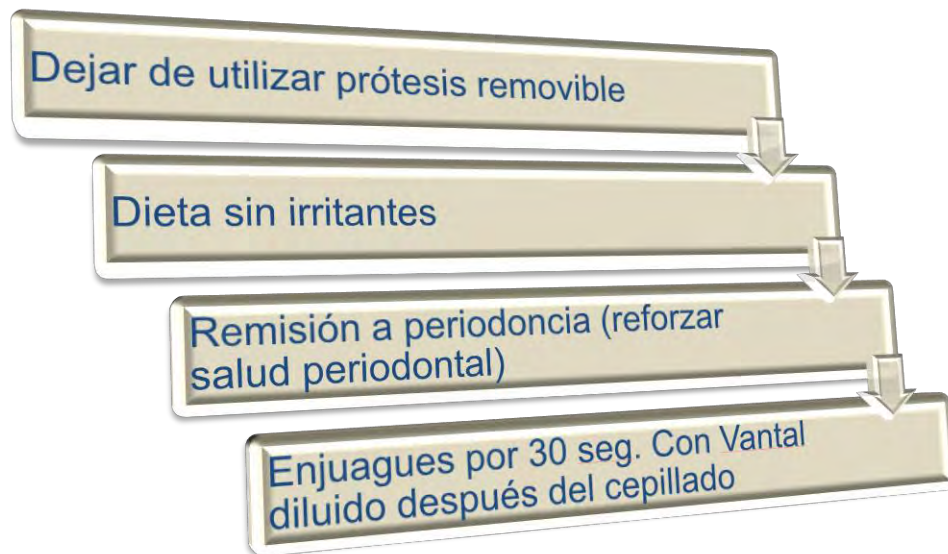 Dejar de utilizar prótesis removible
Dieta sin irritantes
Remisión a periodoncia (reforzar
salud periodontal)
Enjuagues por 30 seg. Con Vantal
diluido después del cepillado